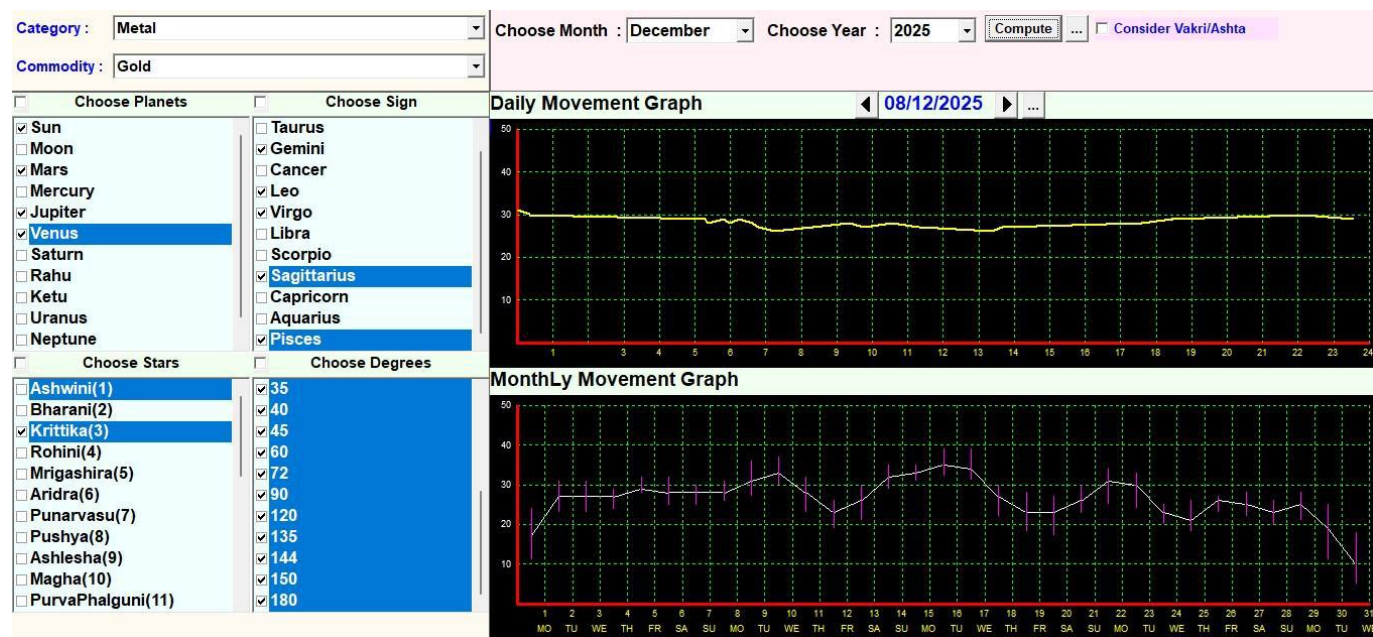 Category : Metal
Commodity : Gold
Choose Month : December Choose Year : 2025 Compute ... Consider Vakri/Ashta
Choose Planets
Sun
Moon
Mars
Mercury
Jupiter
Venus
Saturn
Rahu
Ketu
Uranus
Neptune
Choose Sign
Taurus
Gemini
Cancer
Leo
Virgo
Libra
Scorpio
Sagittarius
Capricorn
Aquarius
Pisces
Choose Stars
Ashwini(1)
Bharani(2)
Krittika(3)
Rohini(4)
Mrigashira(5)
Aridra(6)
Punarvasu(7)
Pushya(8)
Ashlesha(9)
Magha(10)
PurvaPhalguni(11)
Choose Degrees
35
40
45
60
72
90
120
135
144
150
180
Daily Movement Graph 08/12/2025 ...
50
40
30
20
10
1 3 4 5 6 7 8 9 10 11 12 13 14 15 16 17 18 19 20 21 22 23 24
MonthLy Movement Graph
50
40
30
20
10
1 2 3 4 5 6 7 8 9 10 11 12 13 14 15 16 17 18 19 20 21 22 23 24 25 26 27 28 29 30 31
MO TU WE TH FR SA SU MO TU WE TH FR SA SU MO TU WE TH FR SA SU MO TU WE TH FR SA SU MO TU WE